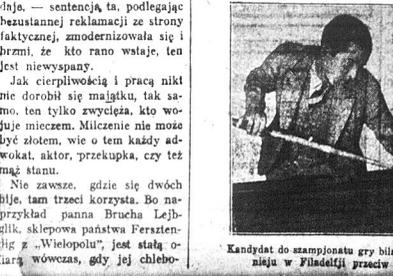 dnje, — sentencja, ta, podlegając
bezustannej reklamacji ze strony
faktycznej, zmodernizowała się i
brzmi, że kto rano wstaje, ten
jest niewyspany.
Jak cierpliwością i pracą nikt
nie dorobił się majątku, tak sa-
mo, ten tylko zwycięża, kto wo-
juje mieczem. Milczenie nie może
być złotem, wie o tem każdy ad-
wokat, aktor, przekupka, czy też
mąż stanu.
Nie zawsze, gdzie się dwóch
bije, tam trzeci korzysta. Bo na-
przykład panna Brucha Lejb-
glik, sklepowa państwa Ferszten-
glig z „Wielopolu”, jest stałą o-
fiarą wówczas, gdy jej chlebo-
Kandydat do szampjonatu gry bila
nieju w Filadelfji przeciw